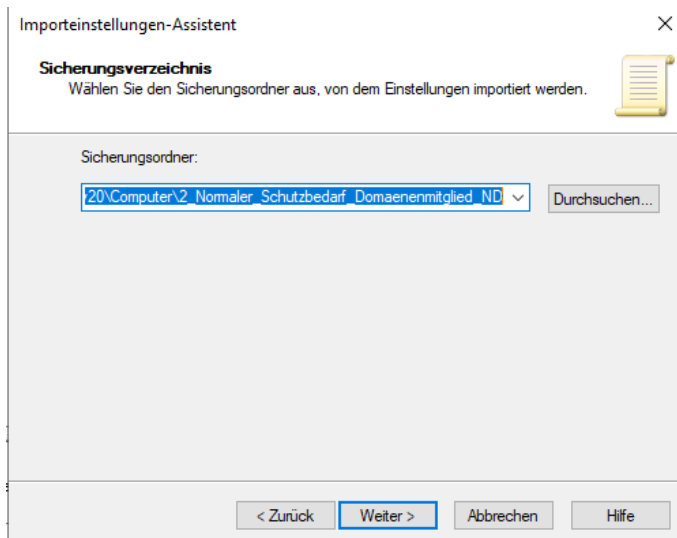 Importeinstellungen-Assistent
Sicherungsverzeichnis
Wählen Sie den Sicherungsordner aus, von dem Einstellungen importiert werden.
Sicherungsordner:
20\Computer\2_Normaler_Schutzbedarf_Domaenenmitglied_ND
Durchsuchen...
< Zurück Weiter > Abbrechen Hilfe